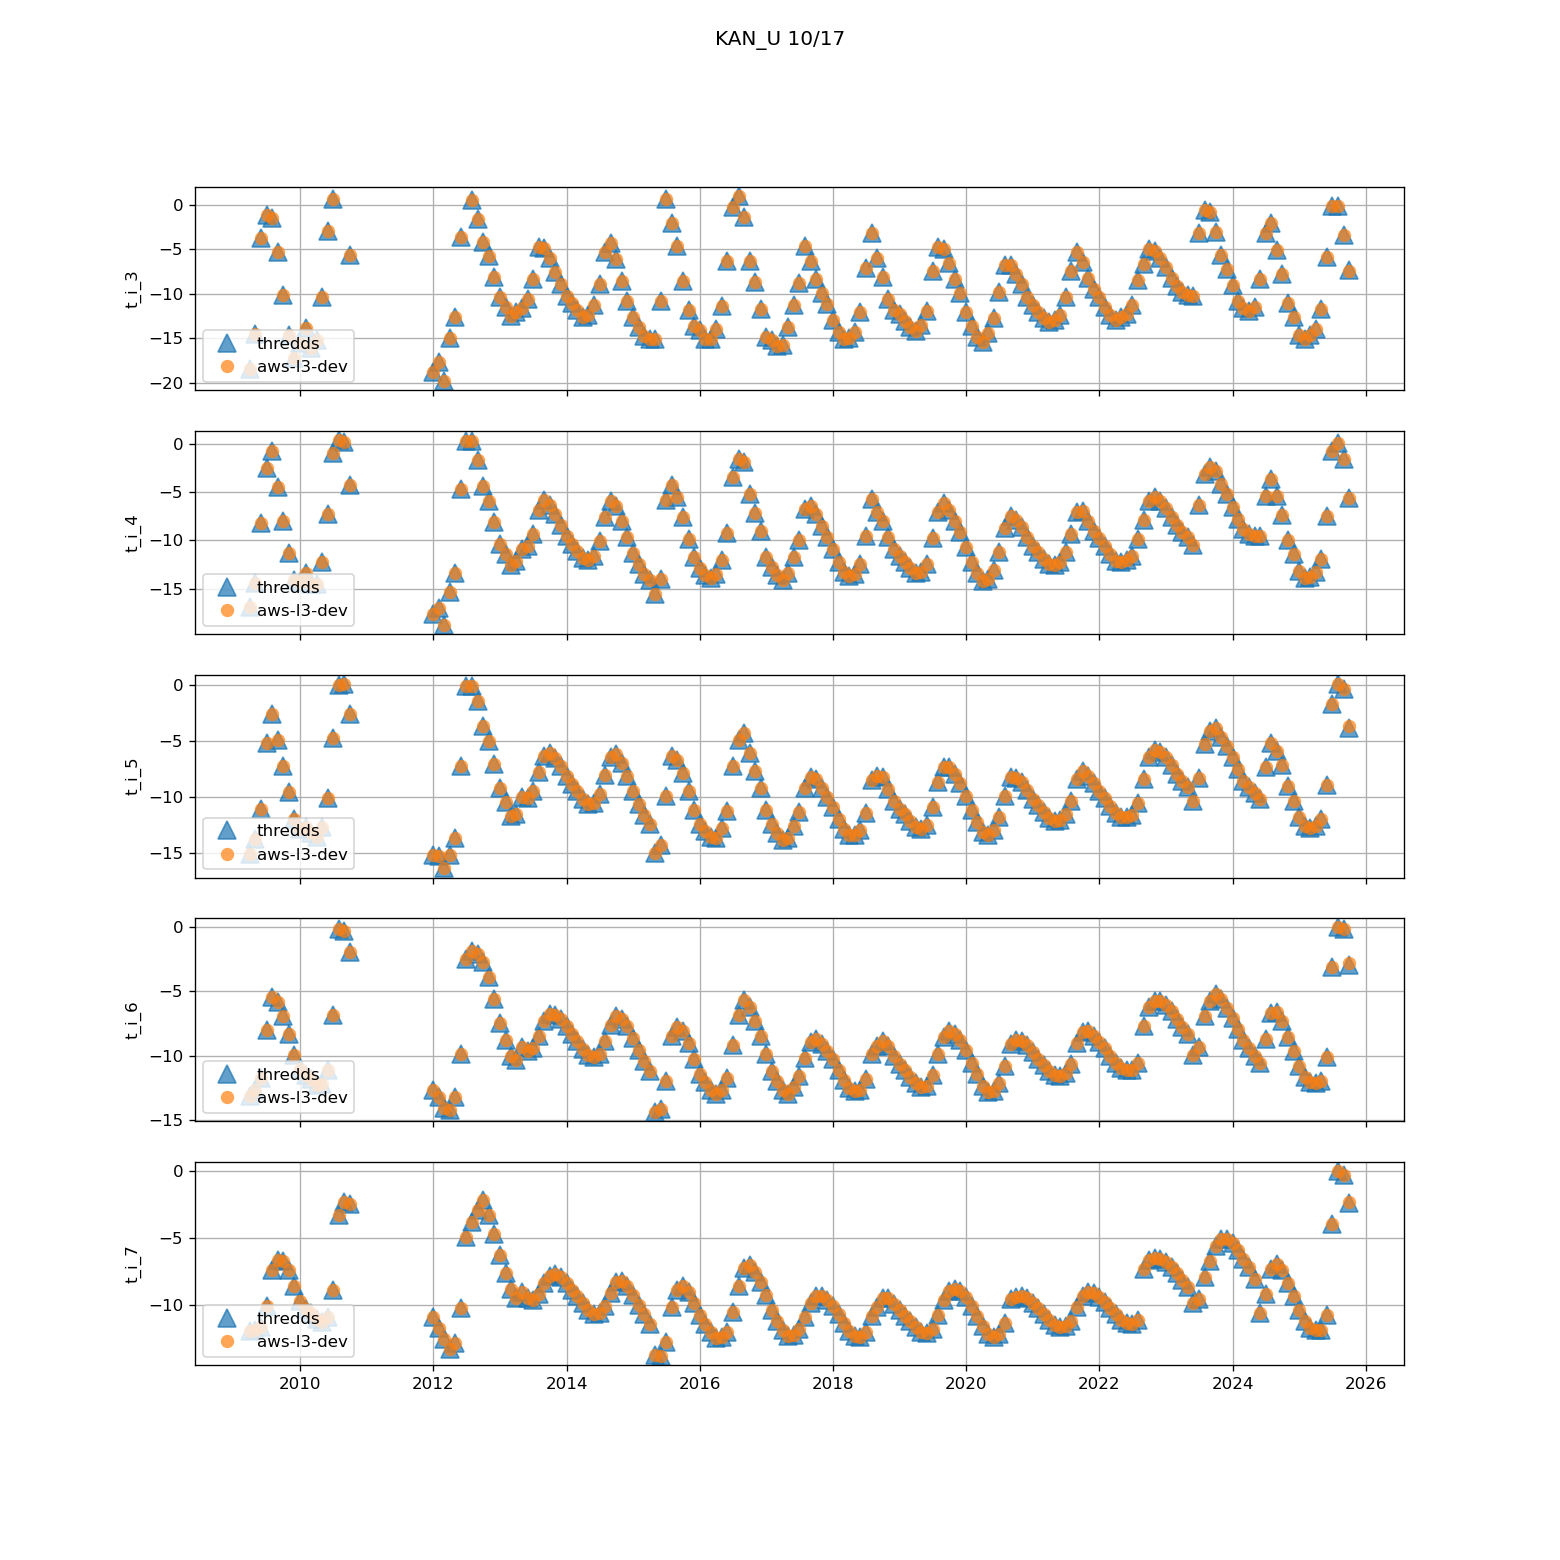 KAN_U 10/17
0
−5
−10
−15
−20
t_i_3
thredds
aws-l3-dev
0
−5
−10
−15
t_i_4
thredds
aws-l3-dev
0
−5
−10
−15
t_i_5
thredds
aws-l3-dev
0
−5
−10
−15
t_i_6
thredds
aws-l3-dev
0
−5
−10
t_i_7
thredds
aws-l3-dev
2010 2012 2014 2016 2018 2020 2022 2024 2026